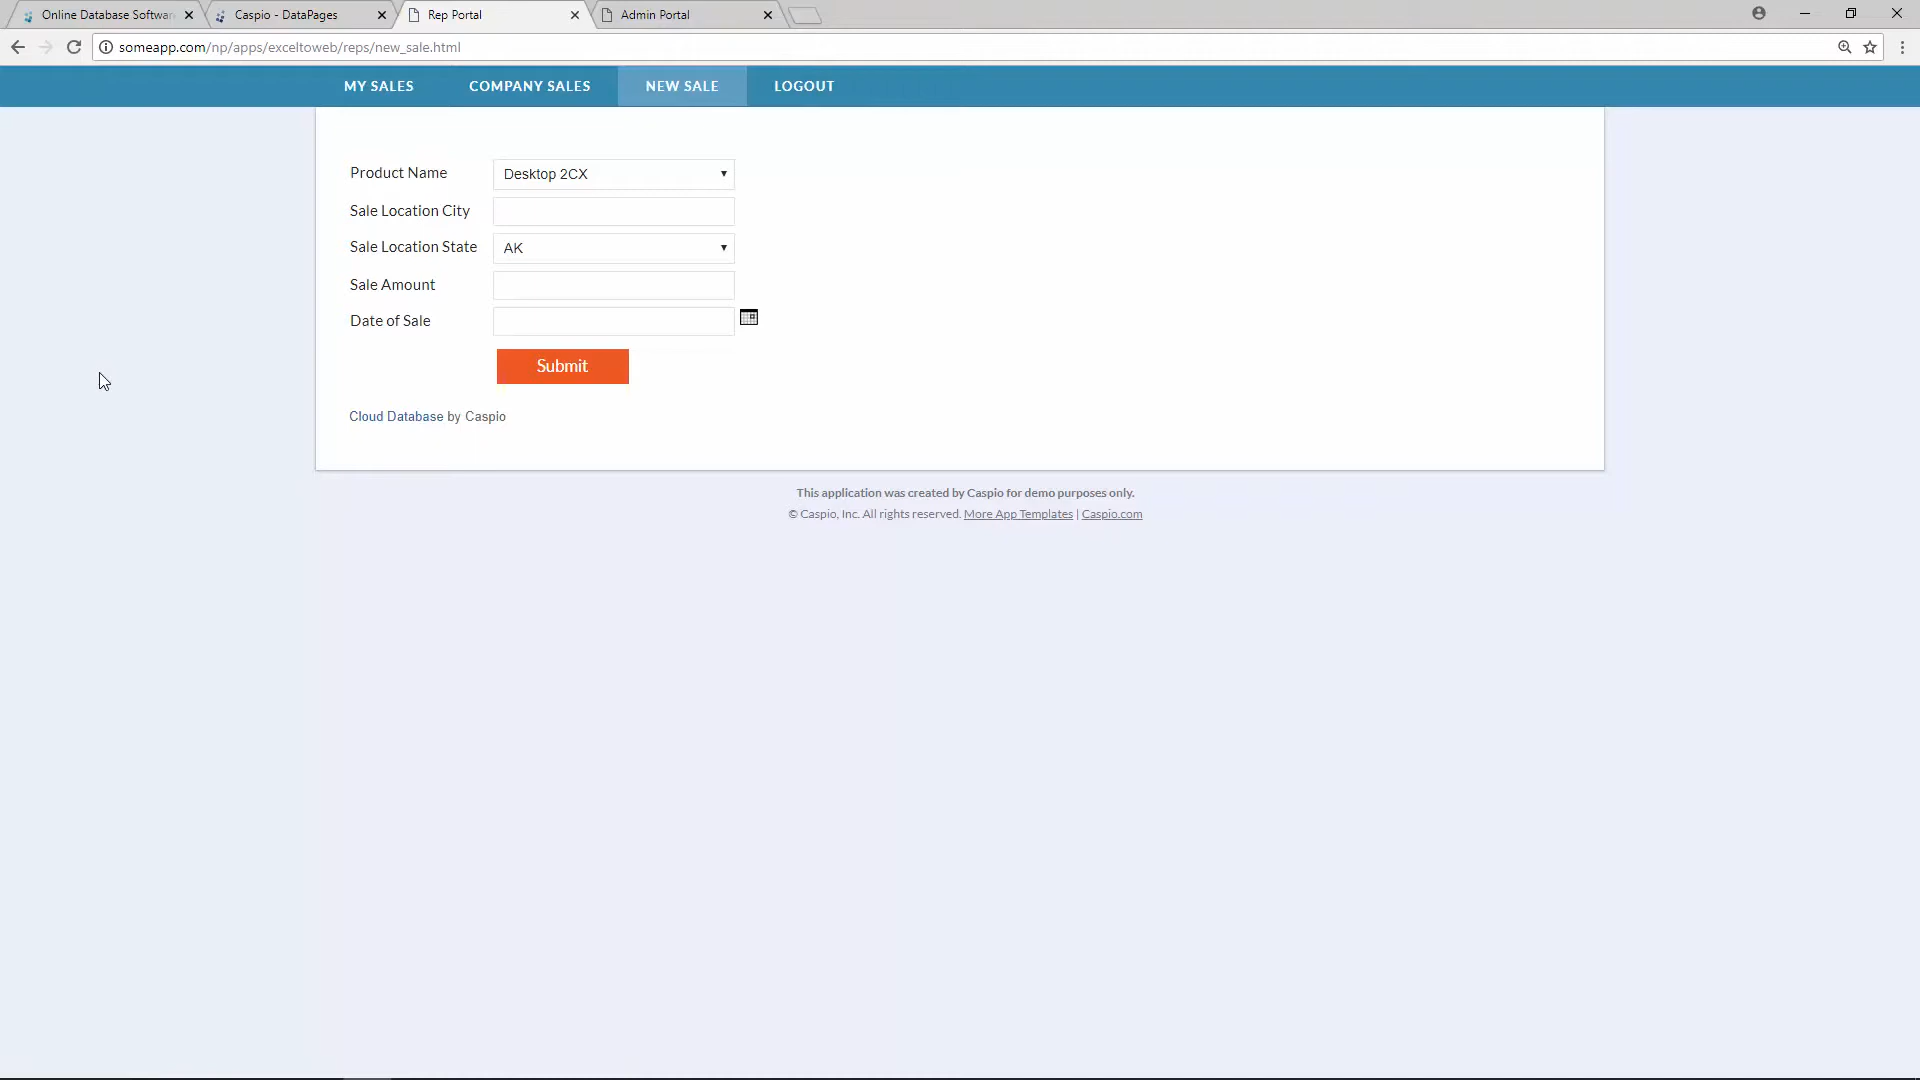 Online Database Softwar
Caspio - DataPages
Rep Portal
Admin Portal
someapp.com/np/apps/exceltoweb/reps/new_sale.html
MY SALES
COMPANY SALES
NEW SALE
LOGOUT
Product Name
Desktop 2CX
Sale Location City
Sale Location State
AK
Sale Amount
Date of Sale
Submit
Cloud Database by Caspio
This application was created by Caspio for demo purposes only.
© Caspio, Inc. All rights reserved. More App Templates | Caspio.com